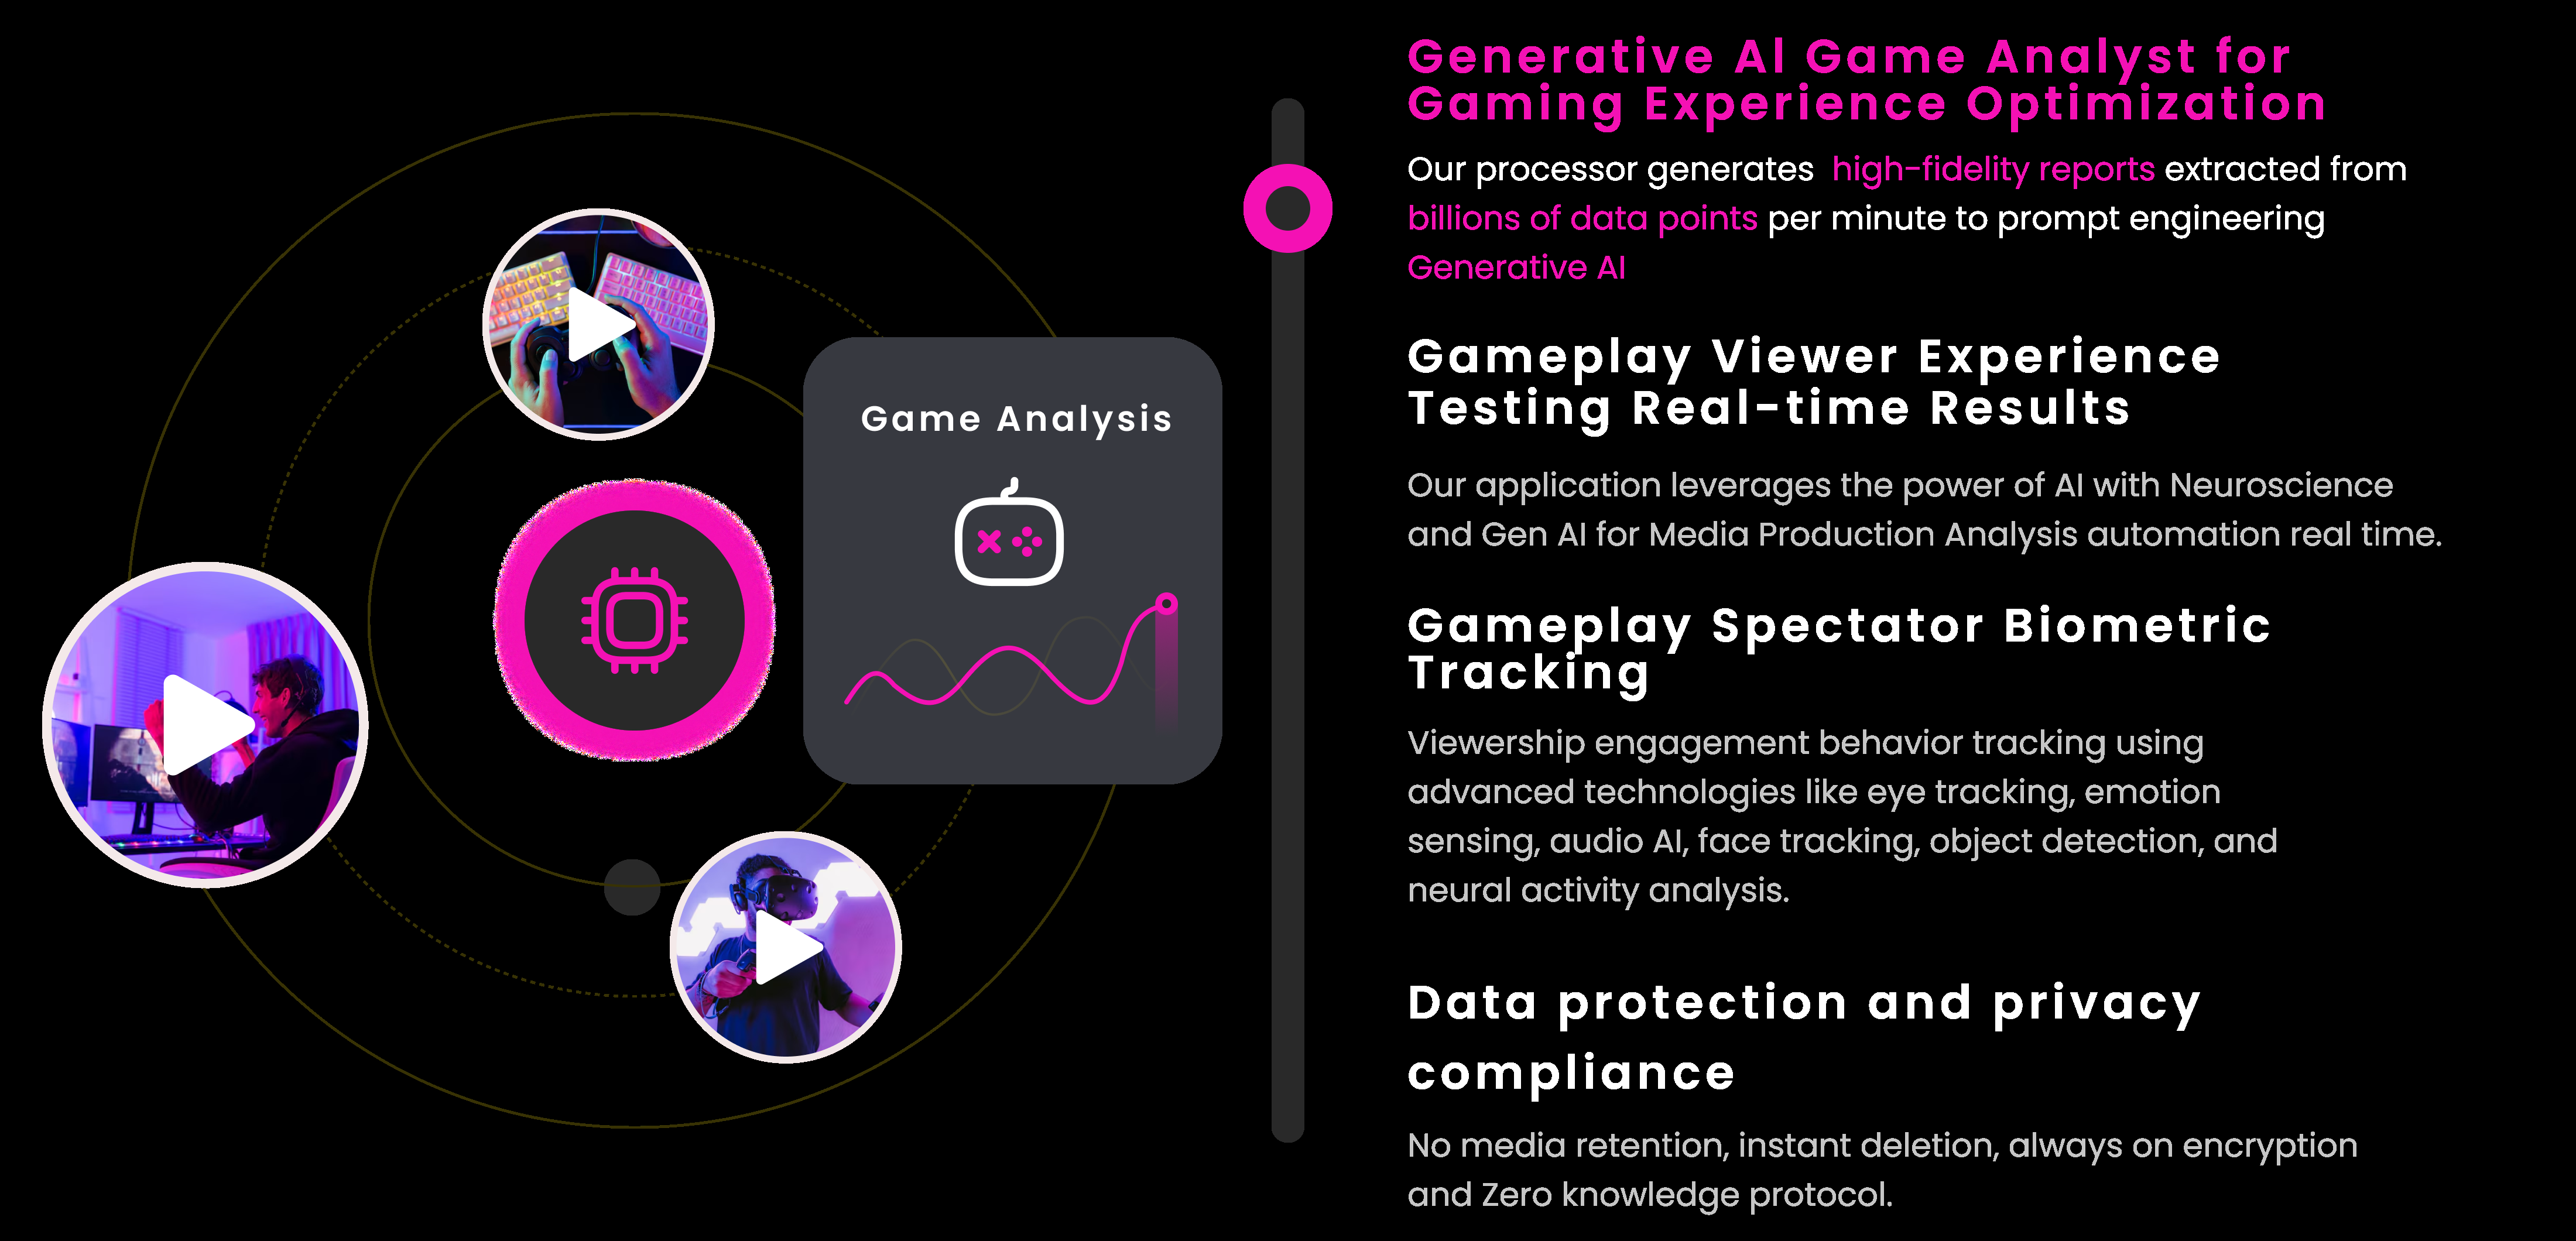 Generative AI Game Analyst for
Gaming Experience Optimization
Our processor generates high-fidelity reports extracted from
billions of data points per minute to prompt engineering
Generative AI
Gameplay Viewer Experience
Testing Real-time Results
Our application leverages the power of AI with Neuroscience
and Gen AI for Media Production Analysis automation real time.
Gameplay Spectator Biometric
Tracking
Viewership engagement behavior tracking using
advanced technologies like eye tracking, emotion
sensing, audio AI, face tracking, object detection, and
neural activity analysis.
Data protection and privacy
compliance
No media retention, instant deletion, always on encryption
and Zero knowledge protocol.
Game Analysis